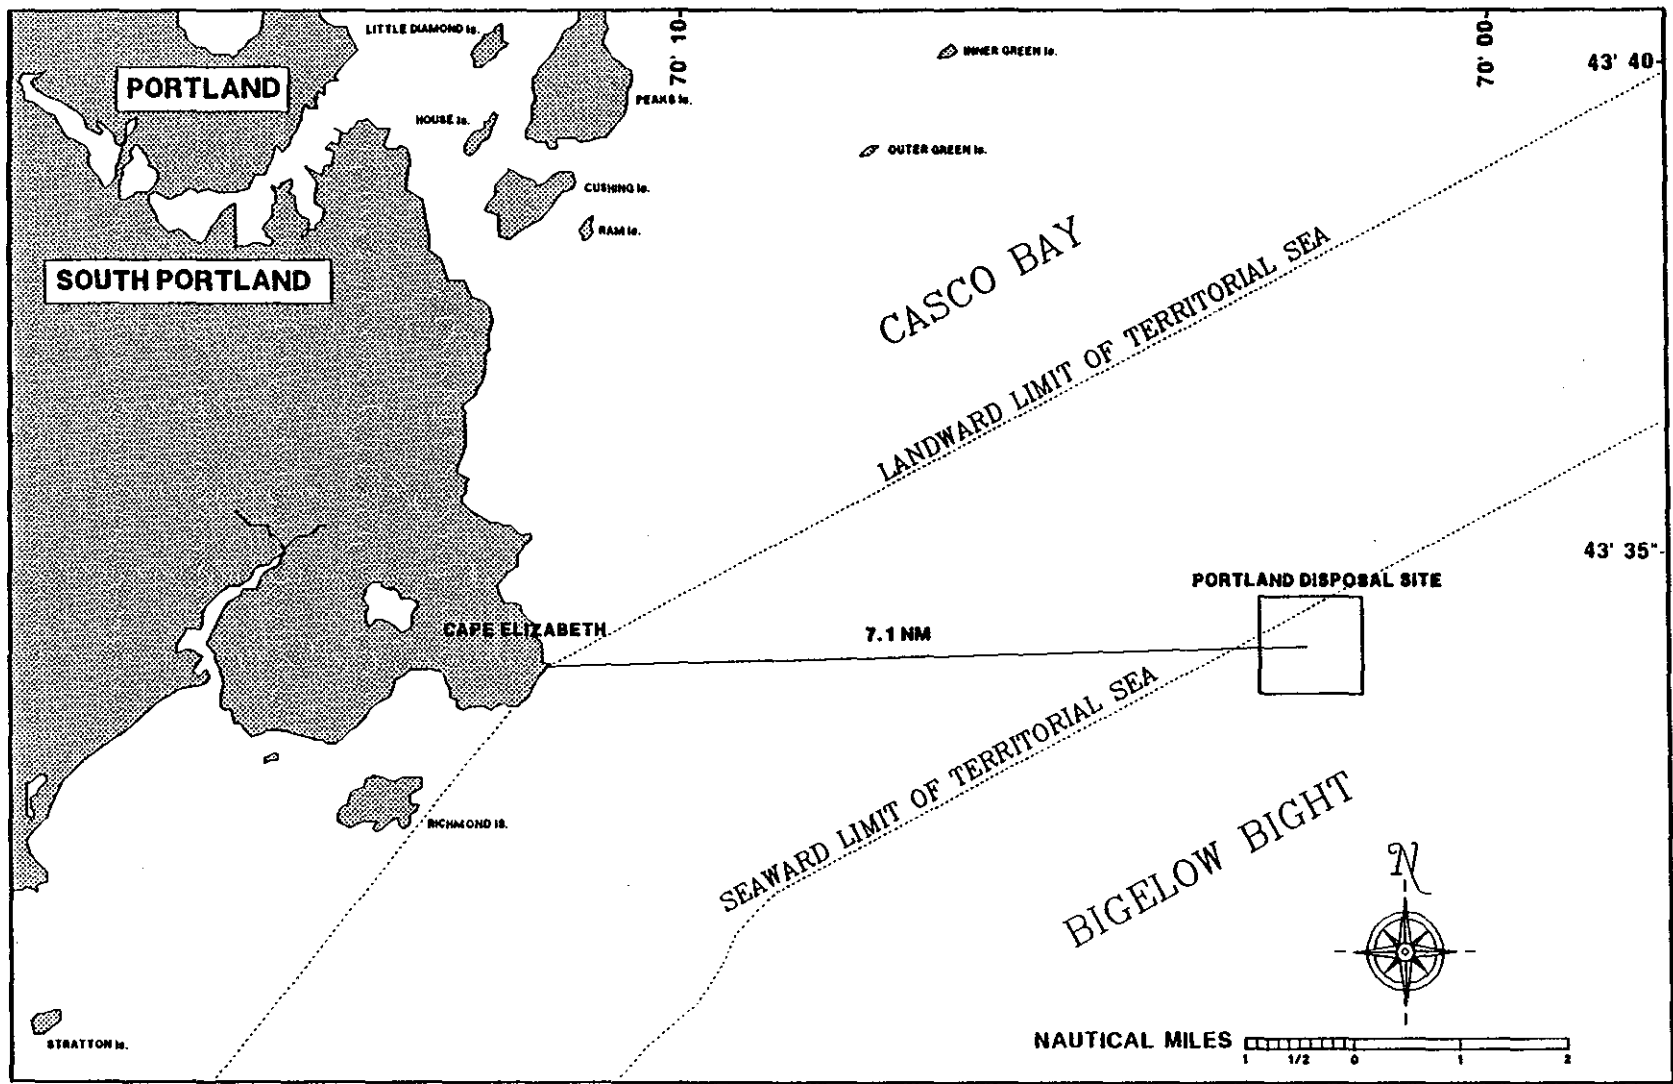 LITTLE DIAMOND Is.
70' 10
INNER GREEN Is.
70' 00
43' 40
PORTLAND
PEAKS Is.
HOUSE Is.
OUTER GREEN Is.
CUSHING Is.
RAM Is.
SOUTH PORTLAND
CASCO BAY
LANDWARD LIMIT OF TERRITORIAL SEA
43' 35"
PORTLAND DISPOSAL SITE
CAPE ELIZABETH
7.1 NM
SEAWARD LIMIT OF TERRITORIAL SEA
RICHMOND IS.
BIGELOW BIGHT
N
STRATTON Is.
NAUTICAL MILES
1 1/2 0 1 2